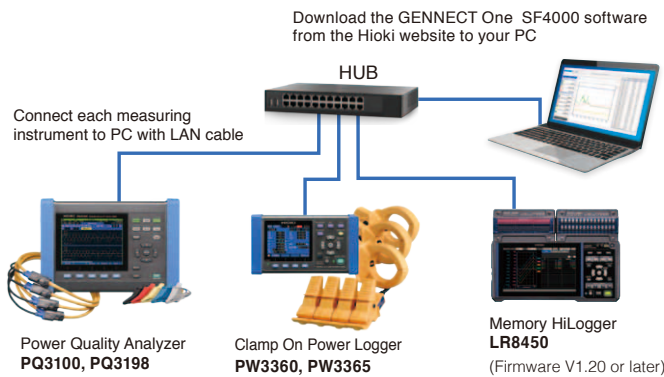 Download the GENNECT One SF4000 software
from the Hioki website to your PC
HUB
Connect each measuring
instrument to PC with LAN cable
Power Quality Analyzer
PQ3100, PQ3198
Clamp On Power Logger
PW3360, PW3365
Memory HiLogger
LR8450
(Firmware V1.20 or later)